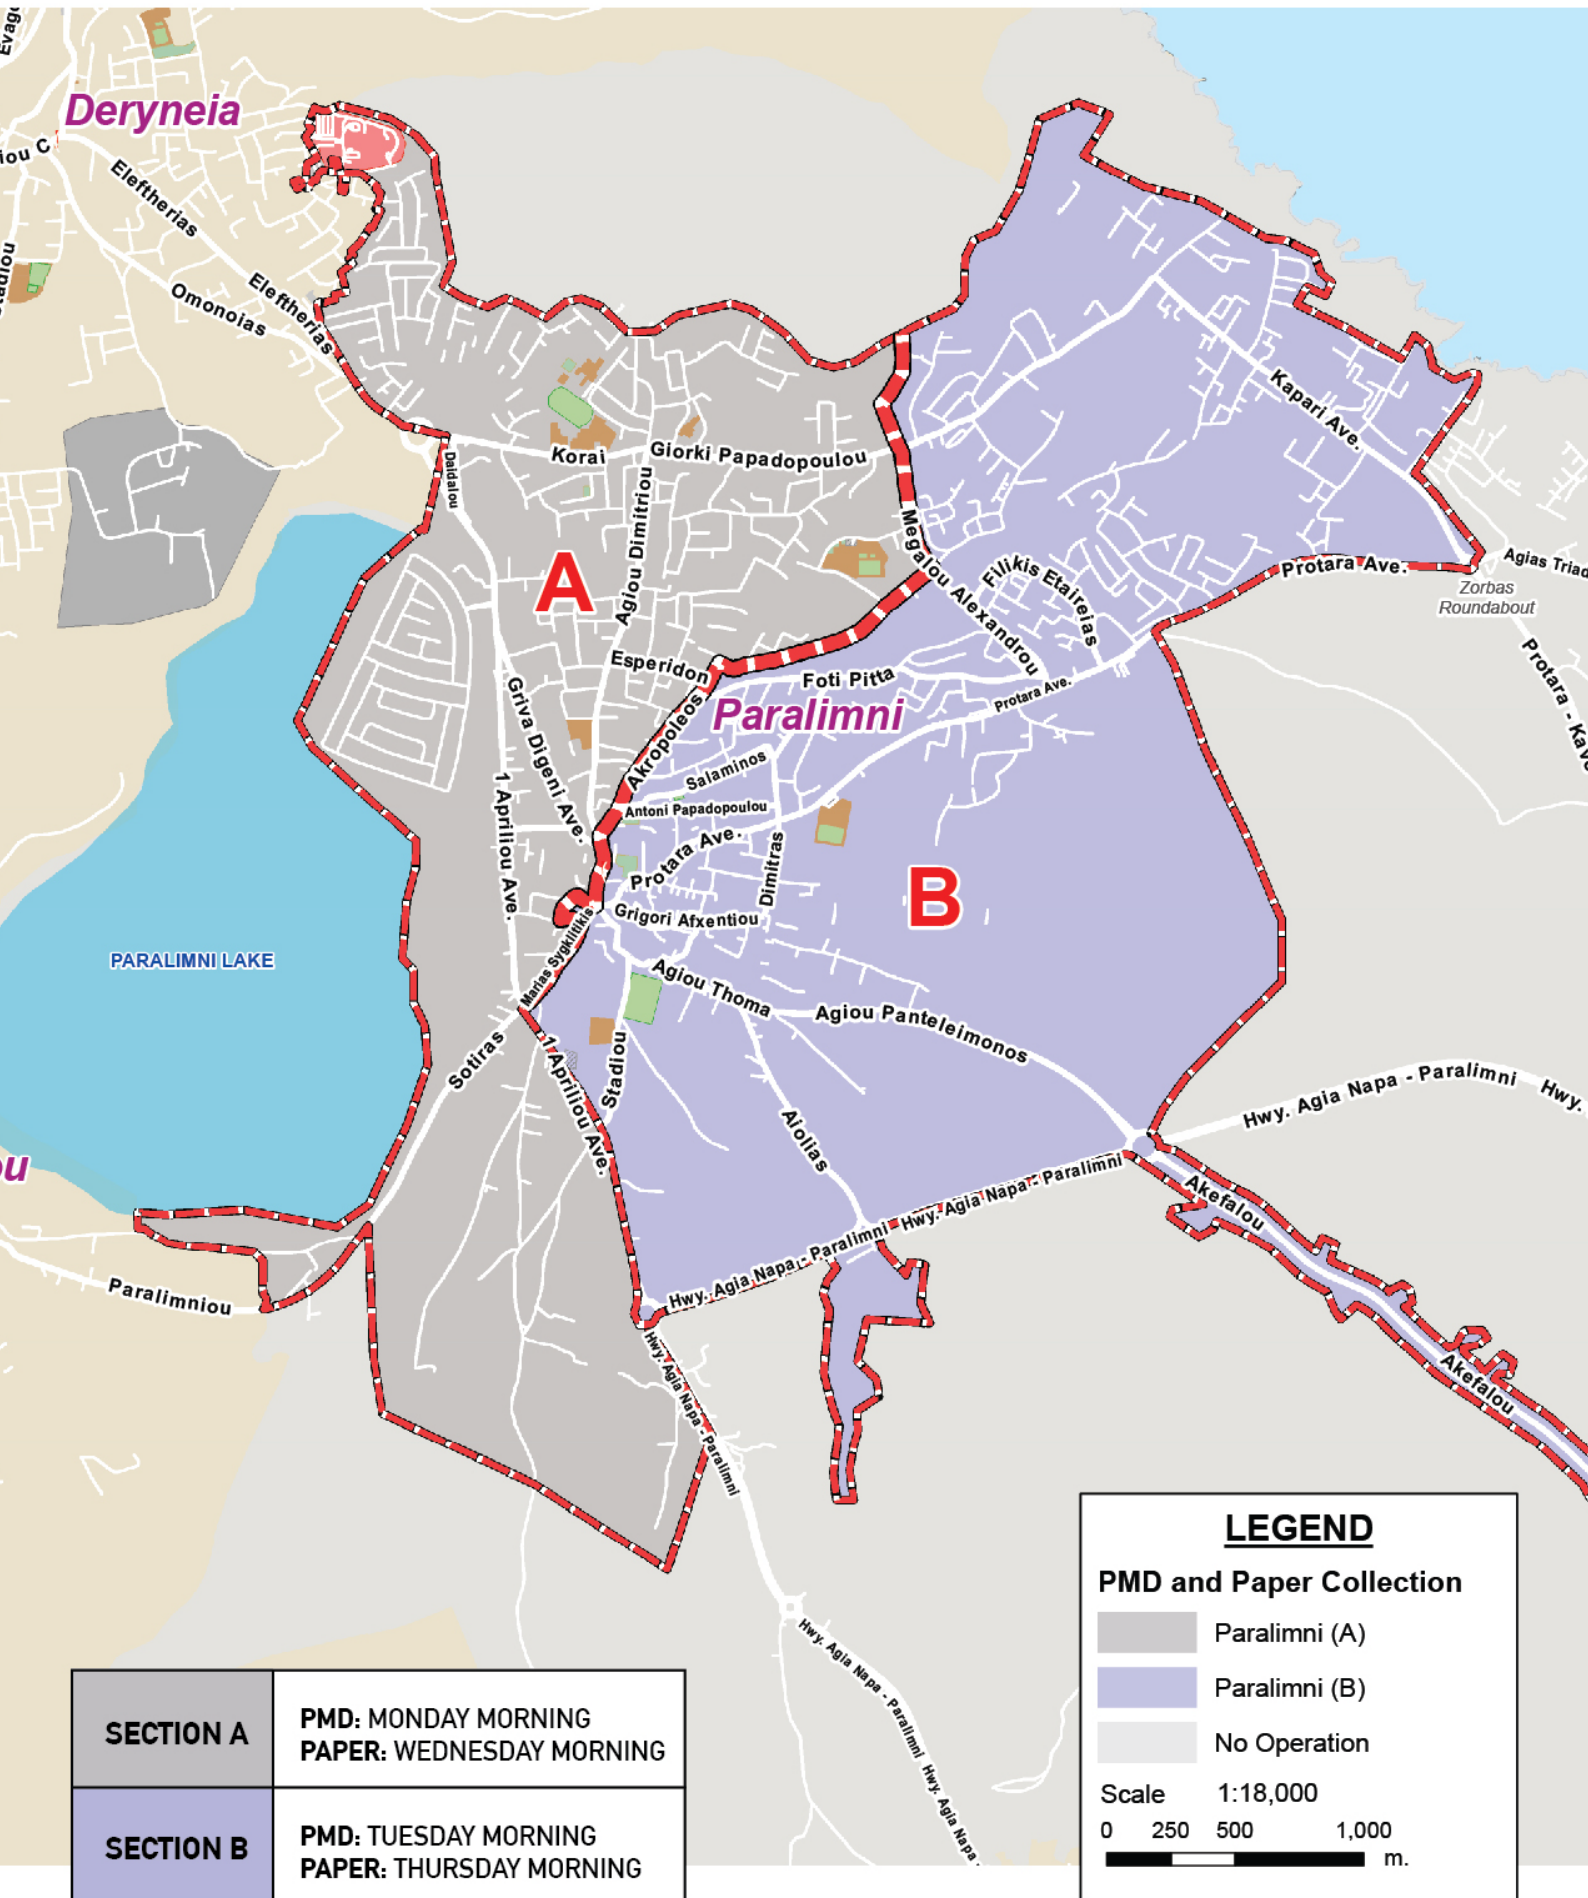 Evag
Deryneia
iou C
Eleftherias
Eleftherias
Omonoias
Daidalou
Korai
Giorki Papadopoulou
Kapari Ave.
A
Agiou Dimitriou
Megalou Alexandrou
Filikis Etaireias
Protara Ave.
Agias Triad
Zorbas
Roundabout
Protara - Kav
Esperidon
Foti Pitta
Protara Ave.
Paralimni
Griva Digeni Ave.
Akropoleos
Salaminos
1 Apriliou Ave.
Antoni Papadopoulou
Protara Ave.
Dimitras
B
Grigori Afxentiou
PARALIMNI LAKE
Marias Sygklitikis
Agiou Thoma
Agiou Panteleimonos
Sotiras
1 Apriliou Ave.
Stadiou
Aiolias
Hwy. Agia Napa - Paralimni
Hwy.
ou
Hwy. Agia Napa - Paralimni
Hwy. Agia Napa - Paralimni
Akefalou
Paralimniou
Hwy. Agia Napa - Paralimni
Akefalou
Hwy. Agia Napa - Paralimni
Hwy. Agia Napa
LEGEND
PMD and Paper Collection
Paralimni (A)
Paralimni (B)
No Operation
Scale 1:18,000
0 250 500 1,000
m.
SECTION A
PMD: MONDAY MORNING
PAPER: WEDNESDAY MORNING
SECTION B
PMD: TUESDAY MORNING
PAPER: THURSDAY MORNING